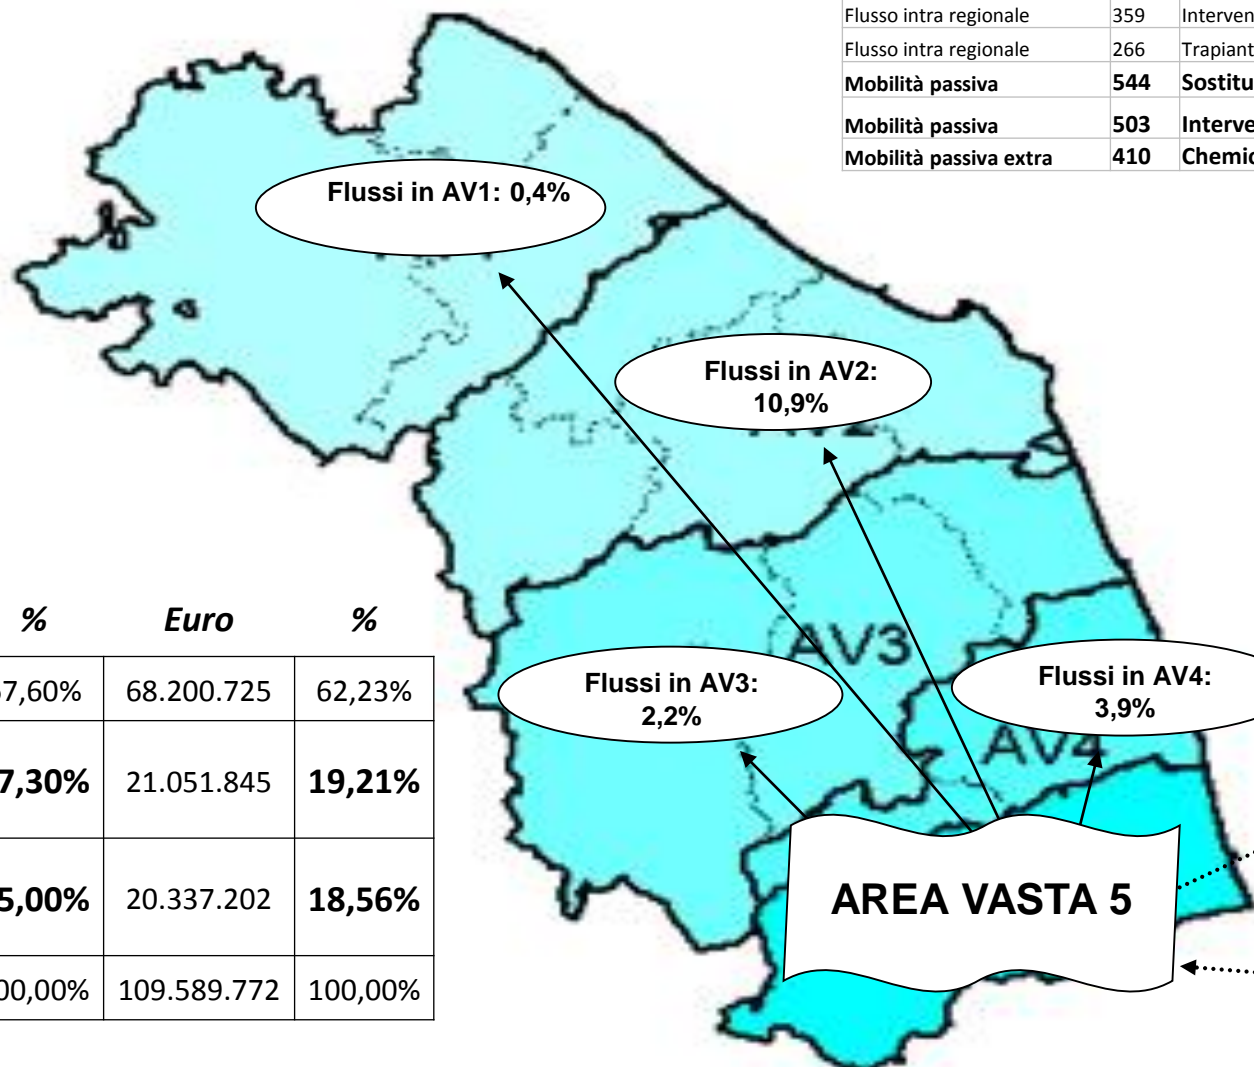 Flusso intra regionale 359 Interven
Flusso intra regionale 266 Trapiant
Mobilità passiva 544 Sostitu
Mobilità passiva 503 Interve
Mobilità passiva extra 410 Chemio
Flussi in AV1: 0,4%
Flussi in AV2:
10,9%
AV3
Flussi in AV3:
2,2%
Flussi in AV4:
3,9%
AV4
AREA VASTA 5
% Euro %
7,60% 68.200.725 62,23%
7,30% 21.051.845 19,21%
5,00% 20.337.202 18,56%
00,00% 109.589.772 100,00%